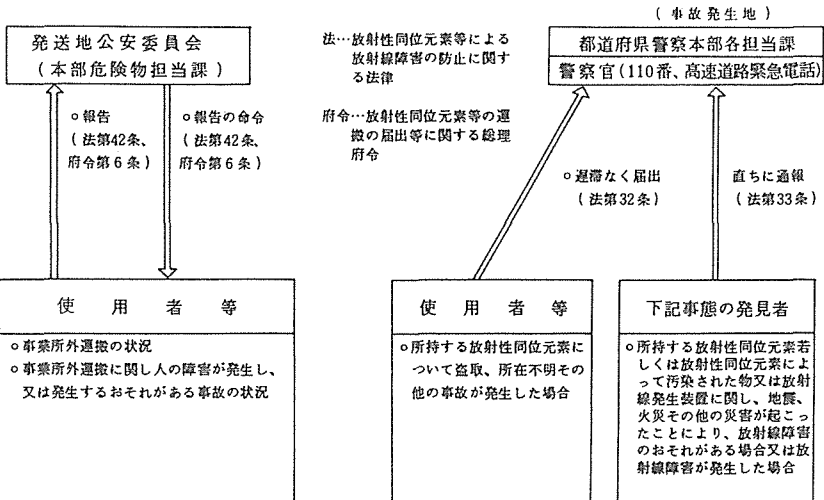 発送地公安委員会
（本部危険物担当課）
○報告
（法第42条、
府令第6条）
○報告の命令
（法第42条、
府令第6条）
使用者等
○事業所外運搬の状況
○事業所外運搬に関し人の障害が発生し、
又は発生するおそれがある事故の状況
法…放射性同位元素等による
放射線障害の防止に関す
る法律
府令…放射性同位元素等の運
搬の届出等に関する総理
府令
（事故発生地）
都道府県警察本部各担当課
警察官(110番、高速道路緊急電話)
○遅滞なく届出
（法第32条）
直ちに通報
（法第33条）
使用者等
○所持する放射性同位元素に
ついて盗取、所在不明その
他の事故が発生した場合
下記事態の発見者
○所持する放射性同位元素若
しくは放射性同位元素によ
って汚染された物又は放射
線発生装置に関し、地震、
火災その他の災害が起こっ
たことにより、放射線障害
のおそれがある場合又は放
射線障害が発生した場合